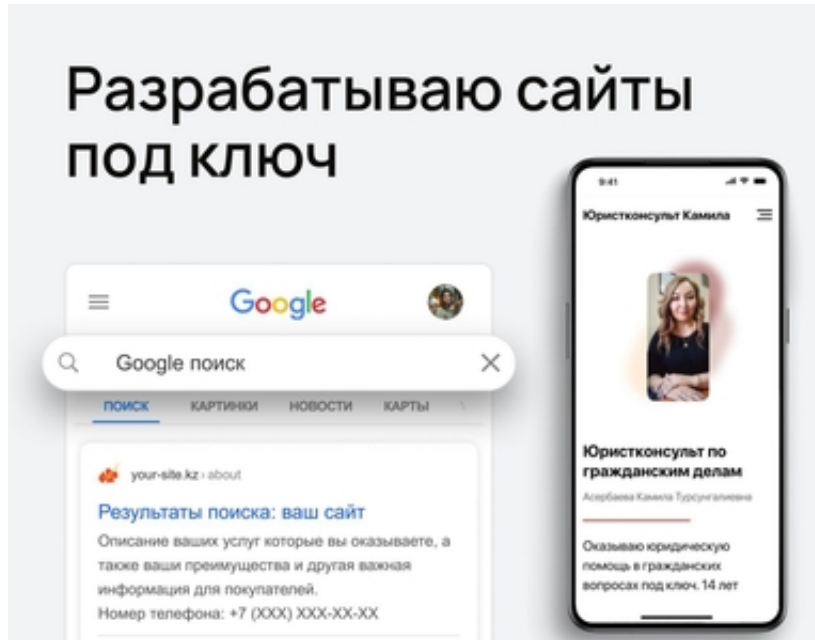 Разрабатываю сайты
под ключ
Google
Google поиск
ПОИСК
КАРТИНКИ
НОВОСТИ
КАРТЫ
your-site.kz › about
Результаты поиска: ваш сайт
Описание ваших услуг которые вы оказываете, а
также ваши преимущества и другая важная
информация для покупателей.
Номер телефона: +7 (XXX) XXX-XX-XX
9:41
Юристконсульт Камила
Юристконсульт по
гражданским делам
Асербаева Камила Турсунгалиевна
Оказываю юридическую
помощь в гражданских
вопросах под ключ. 14 лет